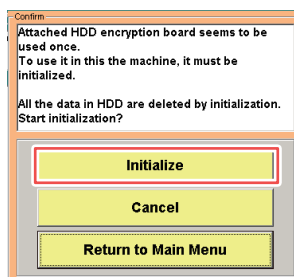 Confirm
Attached HDD encryption board seems to be
used once.
To use it in this the machine, it must be
initialized.
All the data in HDD are deleted by initialization.
Start initialization?
Initialize
Cancel
Return to Main Menu